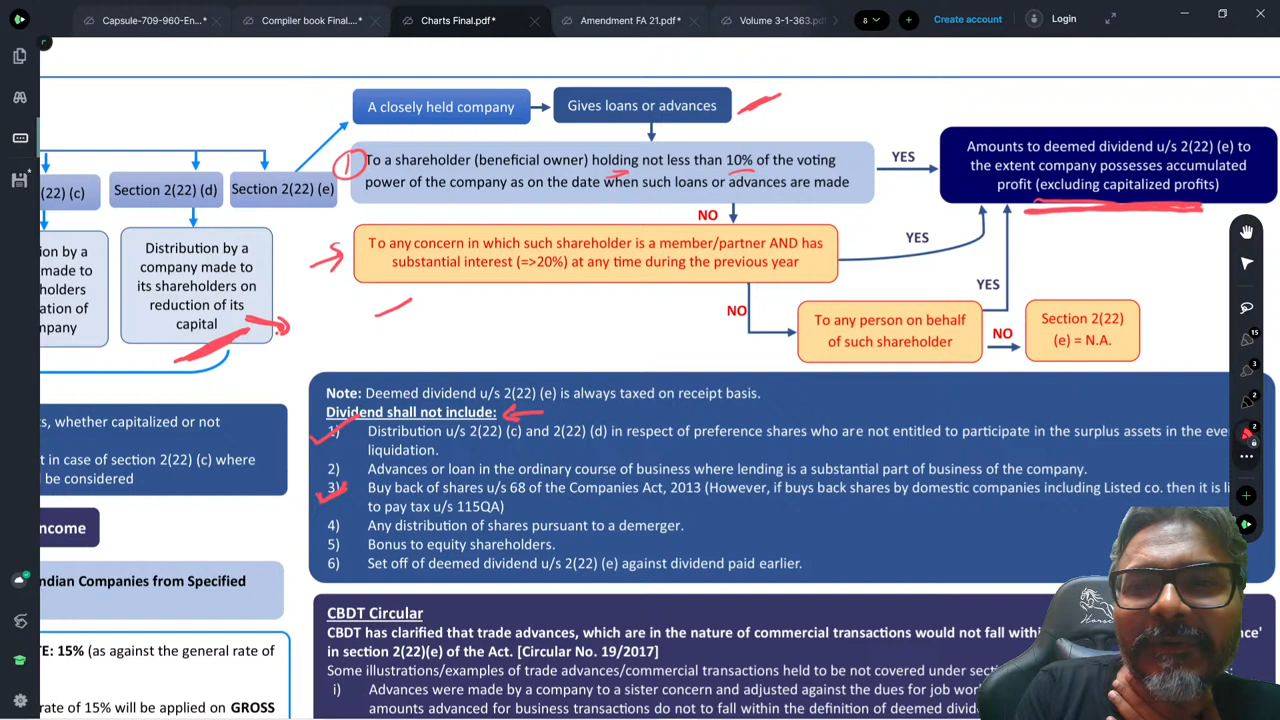 Capsule-709-960-En...*
Compiler book Final....*
Charts Final.pdf*
Amendment FA 21.pdf*
Volume 3-1-363.pd
8
Create account
Login
A closely held company
Gives loans or advances
To a shareholder (beneficial owner) holding not less than 10% of the voting
power of the company as on the date when such loans or advances are made
YES
Amounts to deemed dividend u/s 2(22) (e) to
the extent company possesses accumulated
profit (excluding capitalized profits)
(22) (c)
Section 2(22) (d)
Section 2(22) (e)
NO
To any concern in which such shareholder is a member/partner AND has
substantial interest (=>20%) at any time during the previous year
YES
ion by a
made to
holders
ation of
mpany
Distribution by a
company made to
its shareholders on
reduction of its
capital
NO
To any person on behalf
of such shareholder
YES
NO
Section 2(22)
(e) = N.A.
Note: Deemed dividend u/s 2(22) (e) is always taxed on receipt basis.
Dividend shall not include:
1) Distribution u/s 2(22) (c) and 2(22) (d) in respect of preference shares who are not entitled to participate in the surplus assets in the eve
liquidation.
2) Advances or loan in the ordinary course of business where lending is a substantial part of business of the company.
3) Buy back of shares u/s 68 of the Companies Act, 2013 (However, if buys back shares by domestic companies including Listed co. then it is li
to pay tax u/s 115QA)
4) Any distribution of shares pursuant to a demerger.
5) Bonus to equity shareholders.
6) Set off of deemed dividend u/s 2(22) (e) against dividend paid earlier.
s, whether capitalized or not
t in case of section 2(22) (c) where
l be considered
ncome
ndian Companies from Specified
TE: 15% (as against the general rate of
rate of 15% will be applied on GROSS
CBDT Circular
CBDT has clarified that trade advances, which are in the nature of commercial transactions would not fall with
in section 2(22)(e) of the Act. [Circular No. 19/2017]
Some illustrations/examples of trade advances/commercial transactions held to be not covered under sect
i) Advances were made by a company to a sister concern and adjusted against the dues for job wor
amounts advanced for business transactions do not to fall within the definition of deemed divid